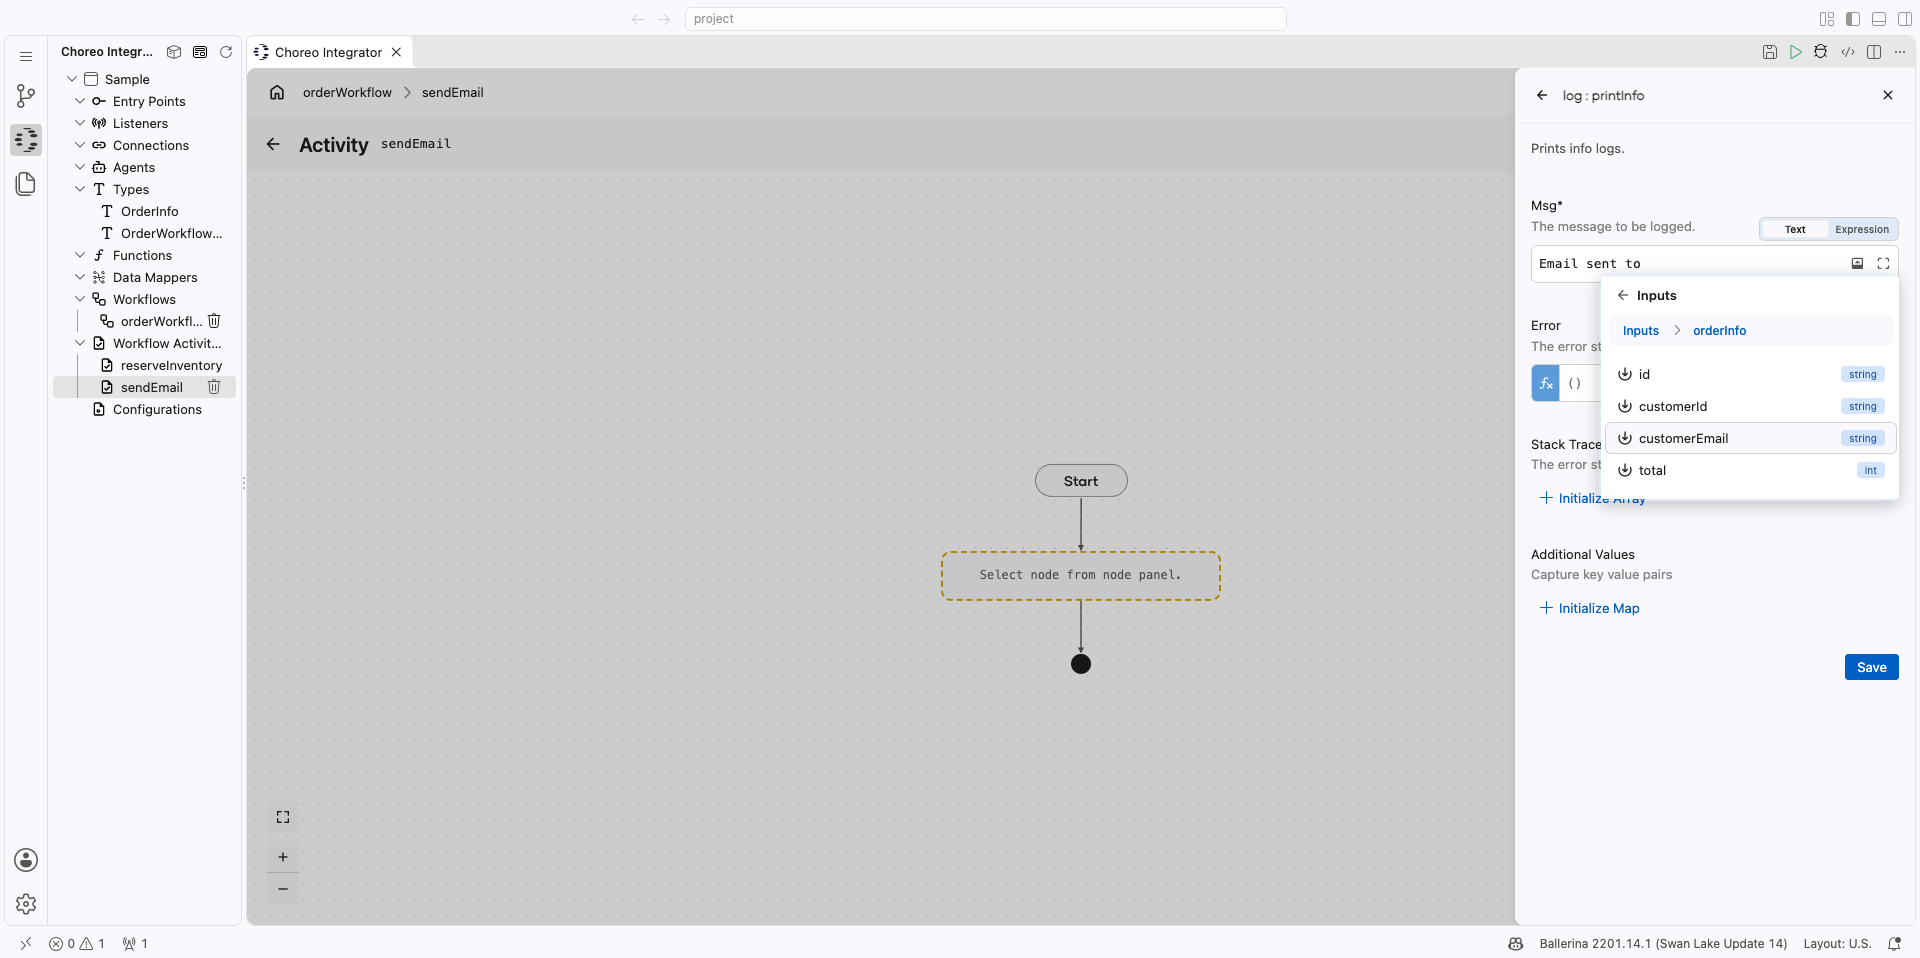 project
Choreo Integr...
Sample
Entry Points
Listeners
Connections
Agents
Types
OrderInfo
OrderWorkflow...
Functions
Data Mappers
Workflows
orderWorkfl...
Workflow Activit...
reserveInventory
sendEmail
Configurations
Choreo Integrator
orderWorkflow
sendEmail
Activity sendEmail
Start
Select node from node panel.
log : printInfo
Prints info logs.
Msg*
The message to be logged.
Text Expression
Email sent to
Inputs
Inputs orderInfo
id string
customerId string
customerEmail string
total int
Error
The error st
fx ()
Stack Trace
The error st
Initialize Array
Additional Values
Capture key value pairs
Initialize Map
Save
0 1 1
Ballerina 2201.14.1 (Swan Lake Update 14) Layout: U.S.